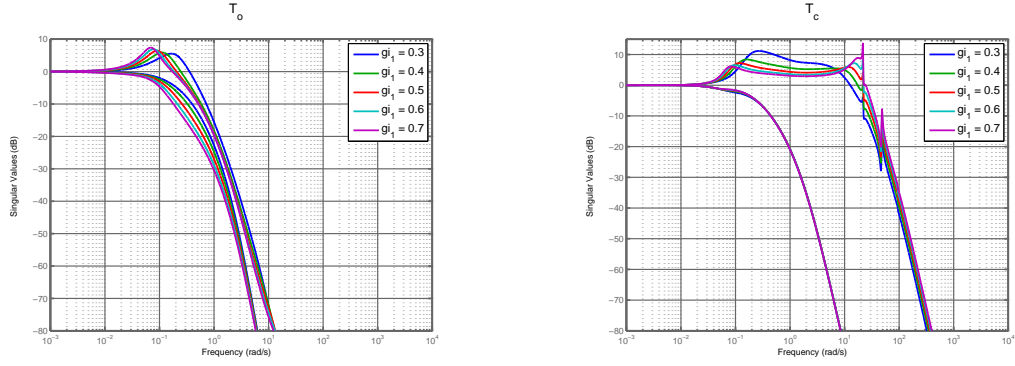 T_o
10
0
−10
−20
−30
−40
−50
−60
−70
−80
Singular Values (dB)
10^−3
10^−2
10^−1
10^0
10^1
10^2
10^3
10^4
Frequency (rad/s)
gi_1 = 0.3
gi_1 = 0.4
gi_1 = 0.5
gi_1 = 0.6
gi_1 = 0.7
T_c
10
0
−10
−20
−30
−40
−50
−60
−70
−80
Singular Values (dB)
10^−3
10^−2
10^−1
10^0
10^1
10^2
10^3
10^4
Frequency (rad/s)
gi_1 = 0.3
gi_1 = 0.4
gi_1 = 0.5
gi_1 = 0.6
gi_1 = 0.7